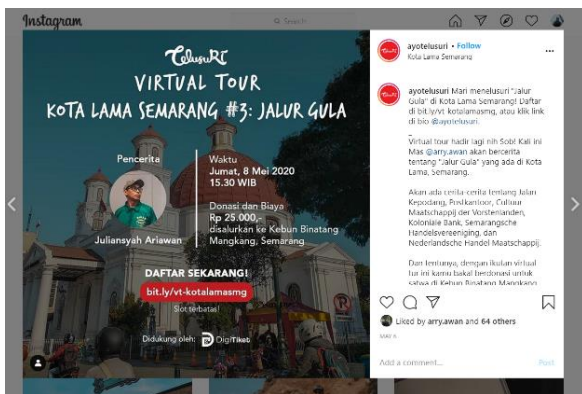 Instagram
Search
TelusuRI
VIRTUAL TOUR
KOTA LAMA SEMARANG #3: JALUR GULA
Pencerita
Juliansyah Ariawan
Waktu
Jumat, 8 Mei 2020
15.30 WIB
Donasi dan Biaya
Rp 25.000,-
disalurkan ke Kebun Binatang
Mangkang, Semarang
DAFTAR SEKARANG!
bit.ly/vt-kotalamasmg
Slot terbatas!
Didukung oleh: DigiTiket
ayotelusuri • Follow
Kota Lama Semarang
ayotelusuri Mari menelusuri "Jalur
Gula" di Kota Lama Semarang! Daftar
di bit.ly/vt-kotalamasmg, atau klik link
di bio @ayotelusuri.
_
Virtual tour hadir lagi nih Sob! Kali ini
Mas @arry.awan akan bercerita
tentang "Jalur Gula" yang ada di Kota
Lama, Semarang.
Akan ada cerita-cerita tentang Jalan
Kepodang, Postkantoor, Cultuur
Maatschappij der Vorstenlanden,
Koloniale Bank, Semarangsche
Handelsvereeniging, dan
Nederlandsche Handel Maatschappij.
Dan tentunya, dengan ikutan virtual
tur ini kamu bakal berdonasi untuk
satwa di Kebun Binatang Mangkang
Liked by arry.awan and 64 others
Add a comment...
Post